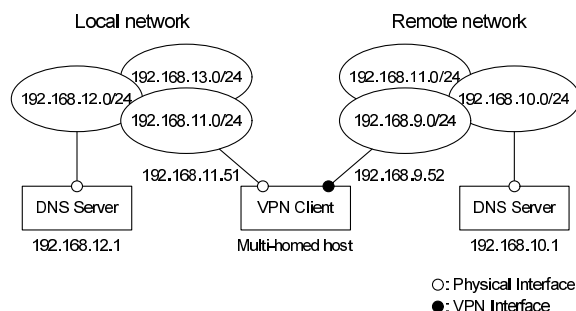 Local network
Remote network
192.168.13.0/24
192.168.12.0/24
192.168.11.0/24
192.168.11.0/24
192.168.10.0/24
192.168.9.0/24
192.168.11.51
192.168.9.52
DNS Server
VPN Client
DNS Server
192.168.12.1
Multi-homed host
192.168.10.1
: Physical Interface
: VPN Interface